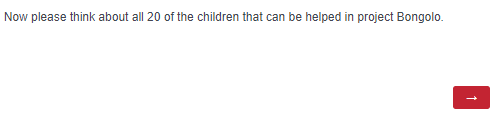 Now please think about all 20 of the children that can be helped in project Bongolo.
→